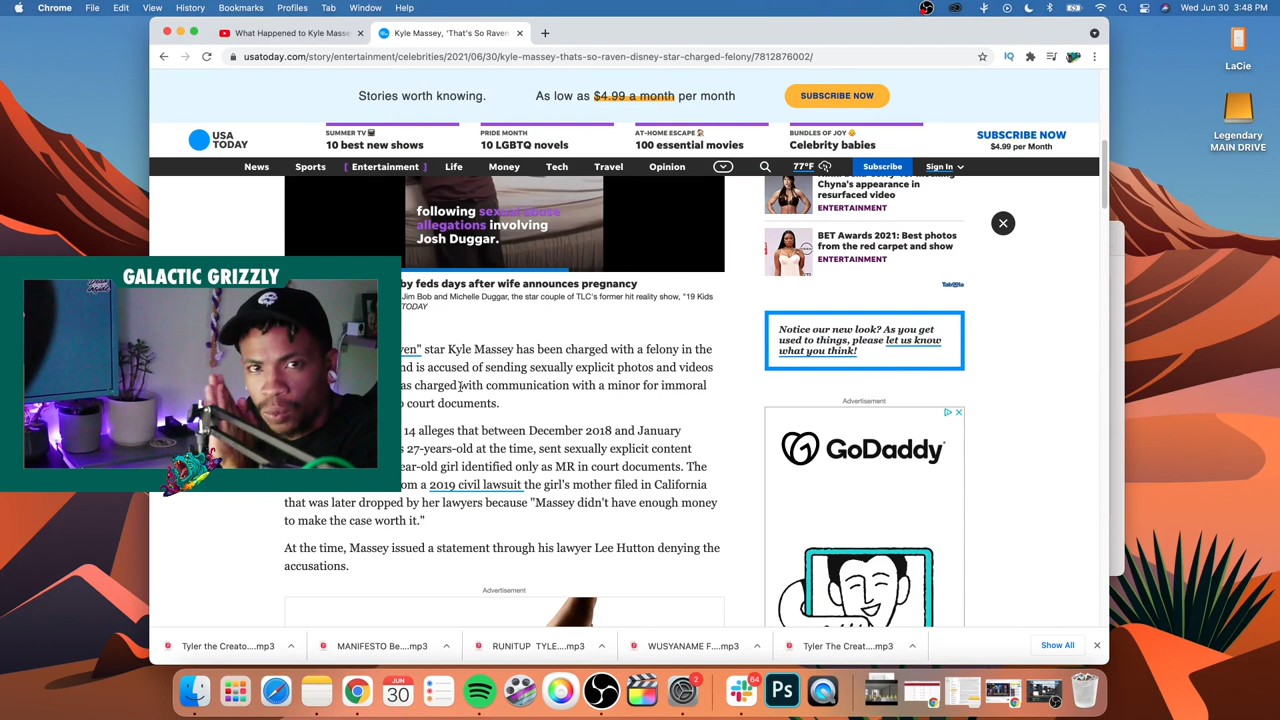 Chrome File Edit View History Bookmarks Profiles Tab Window Help
Wed Jun 30 3:48 PM
What Happened to Kyle Masse
Kyle Massey, 'That's So Raven
usatoday.com/story/entertainment/celebrities/2021/06/30/kyle-massey-thats-so-raven-disney-star-charged-felony/7812876002/
IQ
Stories worth knowing. As low as $4.99 a month per month SUBSCRIBE NOW
USA TODAY
SUMMER TV
10 best new shows
PRIDE MONTH
10 LGBTQ novels
AT-HOME ESCAPE
100 essential movies
BUNDLES OF JOY
Celebrity babies
SUBSCRIBE NOW
$4.99 per Month
News Sports [ Entertainment ] Life Money Tech Travel Opinion 77°F Subscribe Sign In
following sexual abuse
allegations involving
Josh Duggar.
by feds days after wife announces pregnancy
Jim Bob and Michelle Duggar, the star couple of TLC's former hit reality show, "19 Kids
TODAY
en" star Kyle Massey has been charged with a felony in the
nd is accused of sending sexually explicit photos and videos
as charged with communication with a minor for immoral
o court documents.
14 alleges that between December 2018 and January
s 27-years-old at the time, sent sexually explicit content
ear-old girl identified only as MR in court documents. The
om a 2019 civil lawsuit the girl's mother filed in California
that was later dropped by her lawyers because "Massey didn't have enough money
to make the case worth it."
At the time, Massey issued a statement through his lawyer Lee Hutton denying the
accusations.
Advertisement
Chyna's appearance in
resurfaced video
ENTERTAINMENT
BET Awards 2021: Best photos
from the red carpet and show
ENTERTAINMENT
Taboola
Notice our new look? As you get
used to things, please let us know
what you think!
Advertisement
GoDaddy
GALACTIC GRIZZLY
Tyler the Creato....mp3
MANIFESTO Be....mp3
RUNITUP TYLE....mp3
WUSYANAME F....mp3
Tyler The Creat....mp3
Show All
LaCie
Legendary
MAIN DRIVE
JUN
30
2
64
Ps